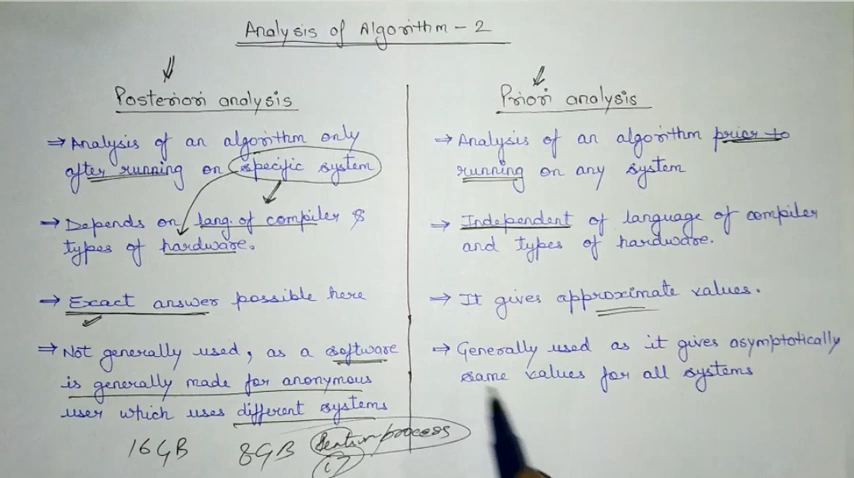 Analysis of Algorithm - 2
Posteriori analysis
⇒ Analysis of an algorithm only
after running on specific system
→ Depends on lang. of compiler &
types of hardware.
→ Exact answer possible here
⇒ Not generally used, as a software
is generally made for anonymous
user which uses different systems
16 GB 8 GB process
i7
Priori analysis
⇒ Analysis of an algorithm prior to
running on any system
→ Independent of language of compiler
and types of hardware.
→ It gives approximate values.
⇒ Generally used as it gives asymptotically
same values for all systems